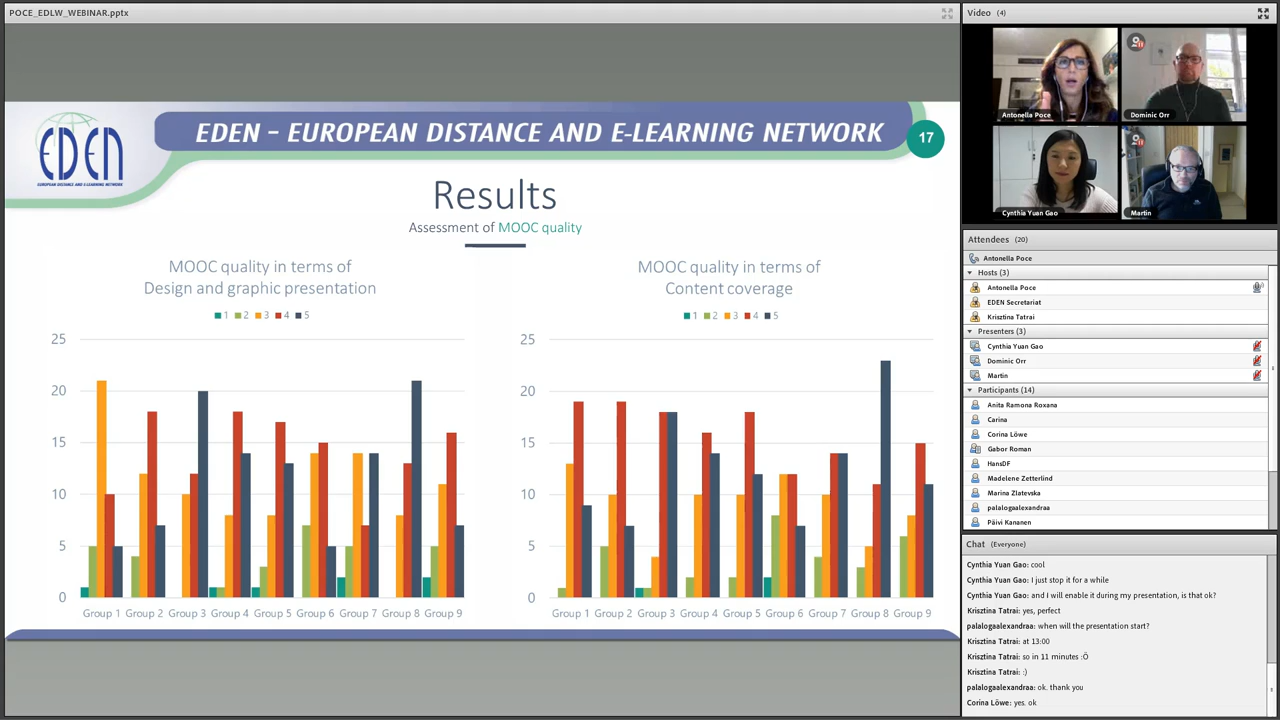 POCE_EDLW_WEBINAR.pptx
EDEN
EUROPEAN DISTANCE AND E-LEARNING NETWORK
EDEN – EUROPEAN DISTANCE AND E-LEARNING NETWORK
17
Results
Assessment of MOOC quality
MOOC quality in terms of
Design and graphic presentation
1 2 3 4 5
25
20
15
10
5
0
Group 1 Group 2 Group 3 Group 4 Group 5 Group 6 Group 7 Group 8 Group 9
MOOC quality in terms of
Content coverage
1 2 3 4 5
25
20
15
10
5
0
Group 1 Group 2 Group 3 Group 4 Group 5 Group 6 Group 7 Group 8 Group 9
Video (4)
Antonella Poce
Dominic Orr
Cynthia Yuan Gao
Martin
Attendees (20)
Antonella Poce
Hosts (3)
Antonella Poce
EDEN Secretariat
Krisztina Tatrai
Presenters (3)
Cynthia Yuan Gao
Dominic Orr
Martin
Participants (14)
Anita Ramona Roxana
Carina
Corina Löwe
Gabor Roman
HansDF
Madelene Zetterlind
Marina Zlatevska
palalogaalexandraa
Päivi Kananen
Chat (Everyone)
Cynthia Yuan Gao: cool
Cynthia Yuan Gao: I just stop it for a while
Cynthia Yuan Gao: and I will enable it during my presentation, is that ok?
Krisztina Tatrai: yes, perfect
palalogaalexandraa: when will the presentation start?
Krisztina Tatrai: at 13:00
Krisztina Tatrai: so in 11 minutes :Ö
Krisztina Tatrai: :)
palalogaalexandraa: ok. thank you
Corina Löwe: yes. ok